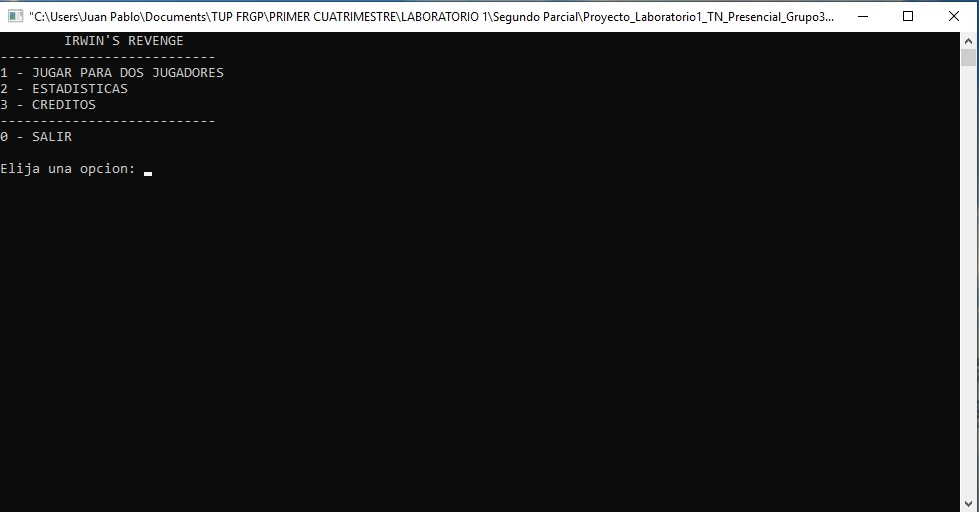 "C:\Users\Juan Pablo\Documents\TUP FRGP\PRIMER CUATRIMESTRE\LABORATORIO 1\Segundo Parcial\Proyecto_Laboratorio1_TN_Presencial_Grupo3...
IRWIN'S REVENGE
---------------------------
1 - JUGAR PARA DOS JUGADORES
2 - ESTADISTICAS
3 - CREDITOS
---------------------------
0 - SALIR
Elija una opcion: